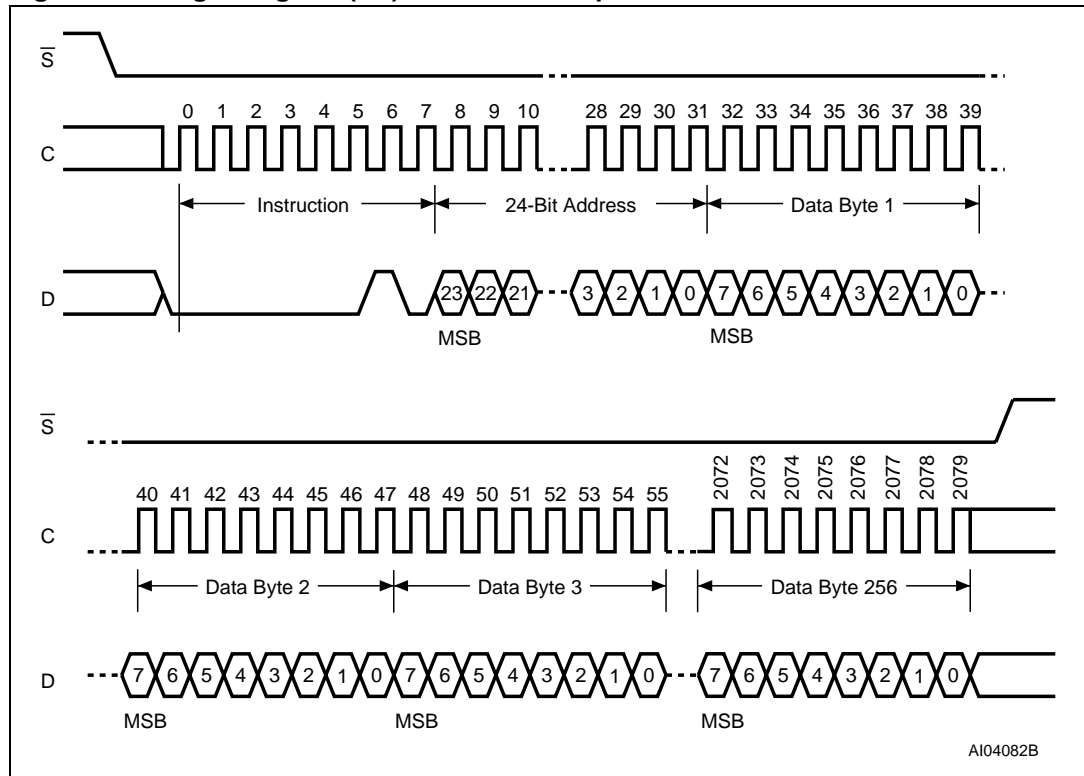 S
0 1 2 3 4 5 6 7 8 9 10 28 29 30 31 32 33 34 35 36 37 38 39
C
Instruction 24-Bit Address Data Byte 1
D 23 22 21 3 2 1 0 7 6 5 4 3 2 1 0
MSB MSB
S
40 41 42 43 44 45 46 47 48 49 50 51 52 53 54 55 2072 2073 2074 2075 2076 2077 2078 2079
C
Data Byte 2 Data Byte 3 Data Byte 256
D 7 6 5 4 3 2 1 0 7 6 5 4 3 2 1 0 7 6 5 4 3 2 1 0
MSB MSB MSB
AI04082B